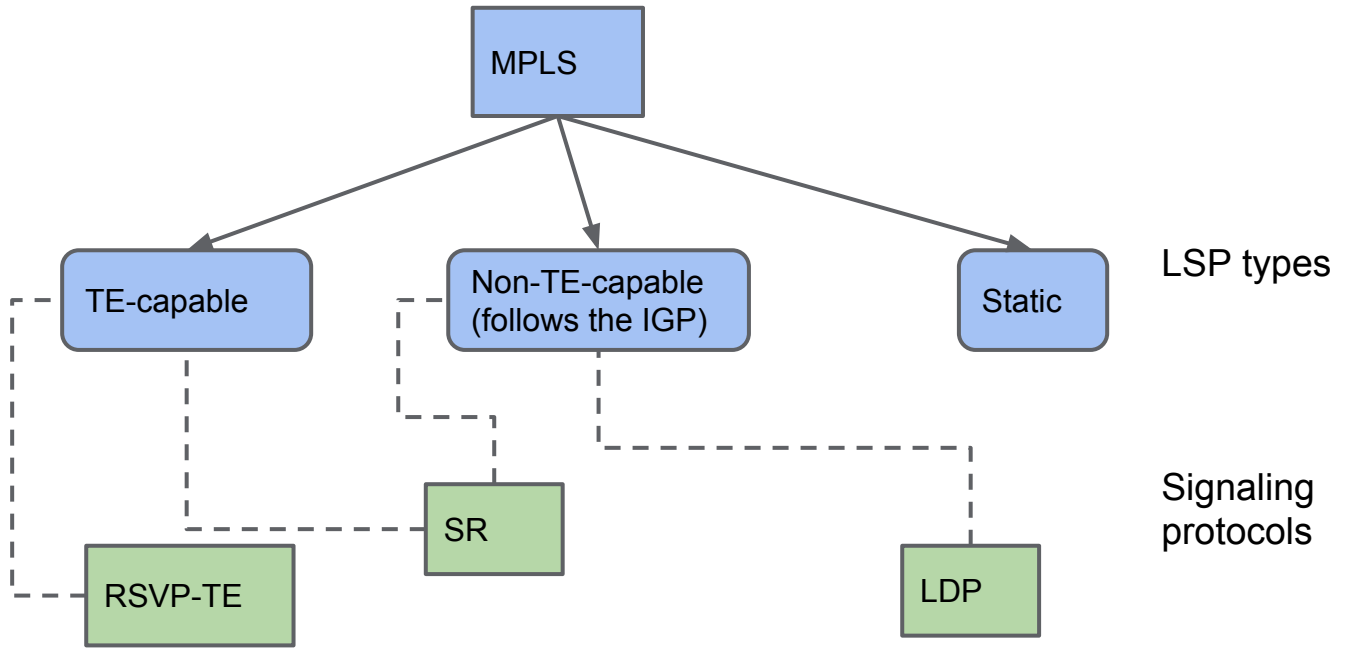 MPLS
TE-capable
Non-TE-capable
(follows the IGP)
Static
LSP types
SR
Signaling
protocols
RSVP-TE
LDP